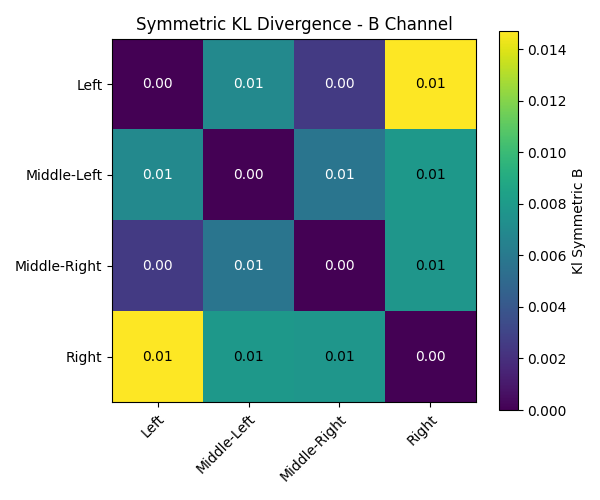 Symmetric KL Divergence - B Channel
Left 0.00 0.01 0.00 0.01
Middle-Left 0.01 0.00 0.01 0.01
Middle-Right 0.00 0.01 0.00 0.01
Right 0.01 0.01 0.01 0.00
Left Middle-Left Middle-Right Right
0.014
0.012
0.010
0.008
0.006
0.004
0.002
0.000
Kl Symmetric B